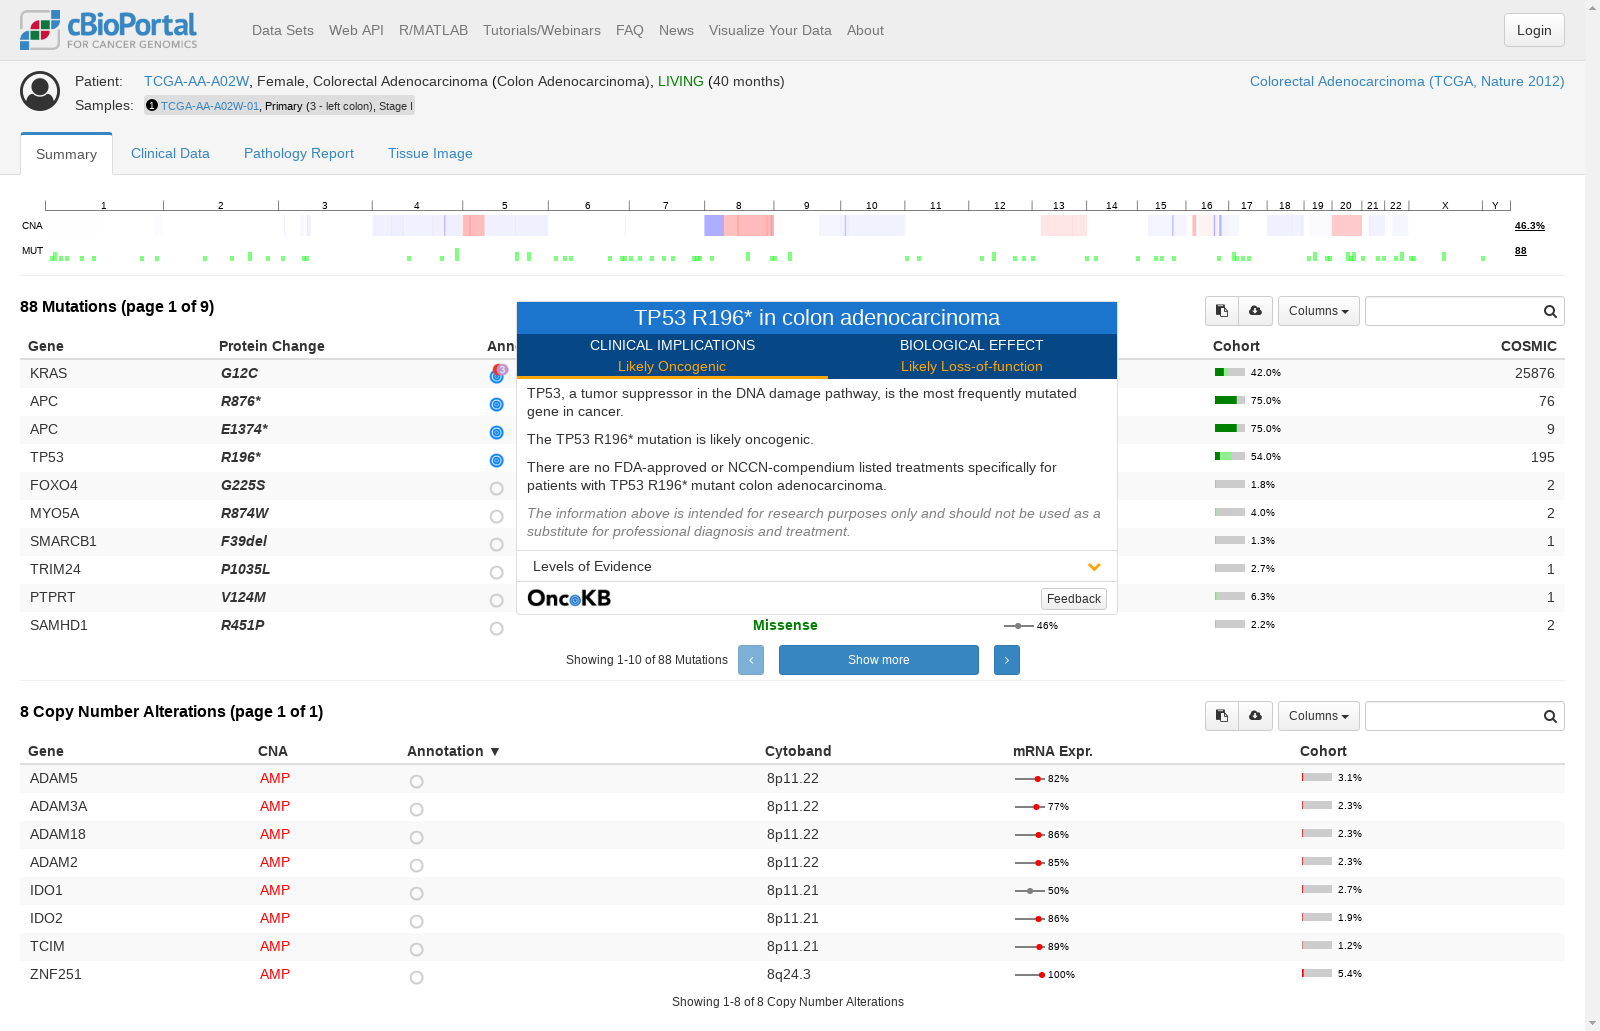 cBioPortal
FOR CANCER GENOMICS
Data Sets Web API R/MATLAB Tutorials/Webinars FAQ News Visualize Your Data About Login
Patient: TCGA-AA-A02W, Female, Colorectal Adenocarcinoma (Colon Adenocarcinoma), LIVING (40 months) Colorectal Adenocarcinoma (TCGA, Nature 2012)
Samples: 1 TCGA-AA-A02W-01, Primary (3 - left colon), Stage I
Summary Clinical Data Pathology Report Tissue Image
1 2 3 4 5 6 7 8 9 10 11 12 13 14 15 16 17 18 19 20 21 22 X Y
CNA 46.3%
MUT 88
88 Mutations (page 1 of 9) Columns
Gene Protein Change Ann Cohort COSMIC
KRAS G12C 3 42.0% 25876
APC R876* 75.0% 76
APC E1374* 75.0% 9
TP53 R196* 54.0% 195
FOXO4 G225S 1.8% 2
MYO5A R874W 4.0% 2
SMARCB1 F39del 1.3% 1
TRIM24 P1035L 2.7% 1
PTPRT V124M 6.3% 1
SAMHD1 R451P Missense 46% 2.2% 2
TP53 R196* in colon adenocarcinoma
CLINICAL IMPLICATIONS BIOLOGICAL EFFECT
Likely Oncogenic Likely Loss-of-function
TP53, a tumor suppressor in the DNA damage pathway, is the most frequently mutated
gene in cancer.
The TP53 R196* mutation is likely oncogenic.
There are no FDA-approved or NCCN-compendium listed treatments specifically for
patients with TP53 R196* mutant colon adenocarcinoma.
The information above is intended for research purposes only and should not be used as a
substitute for professional diagnosis and treatment.
Levels of Evidence
OncoKB Feedback
Showing 1-10 of 88 Mutations ‹ Show more ›
8 Copy Number Alterations (page 1 of 1) Columns
Gene CNA Annotation ▼ Cytoband mRNA Expr. Cohort
ADAM5 AMP 8p11.22 82% 3.1%
ADAM3A AMP 8p11.22 77% 2.3%
ADAM18 AMP 8p11.22 86% 2.3%
ADAM2 AMP 8p11.22 85% 2.3%
IDO1 AMP 8p11.21 50% 2.7%
IDO2 AMP 8p11.21 86% 1.9%
TCIM AMP 8p11.21 89% 1.2%
ZNF251 AMP 8q24.3 100% 5.4%
Showing 1-8 of 8 Copy Number Alterations